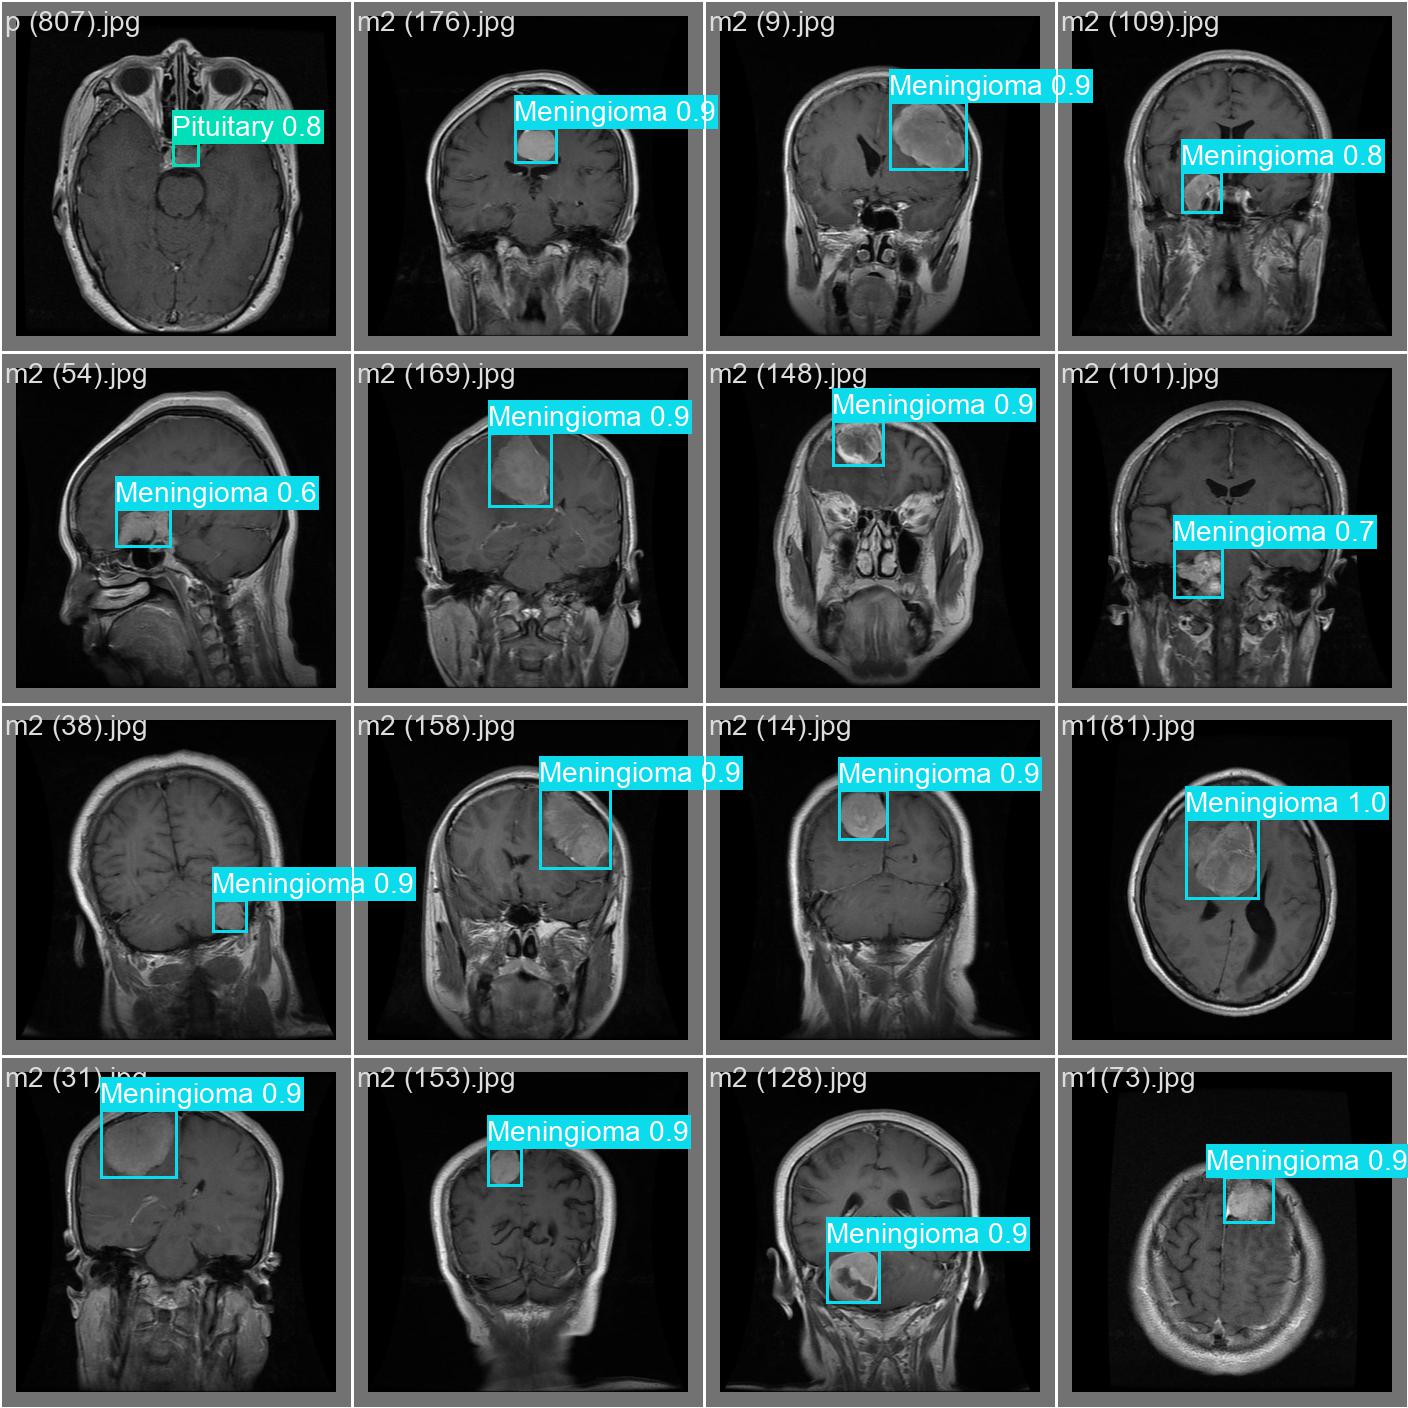 p (807).jpg
Pituitary 0.8
m2 (176).jpg
Meningioma 0.9
m2 (9).jpg
Meningioma 0.9
m2 (109).jpg
Meningioma 0.8
m2 (54).jpg
Meningioma 0.6
m2 (169).jpg
Meningioma 0.9
m2 (148).jpg
Meningioma 0.9
m2 (101).jpg
Meningioma 0.7
m2 (38).jpg
Meningioma 0.9
m2 (158).jpg
Meningioma 0.9
m2 (14).jpg
Meningioma 0.9
m1(81).jpg
Meningioma 1.0
m2 (31).jpg
Meningioma 0.9
m2 (153).jpg
Meningioma 0.9
m2 (128).jpg
Meningioma 0.9
m1(73).jpg
Meningioma 0.9